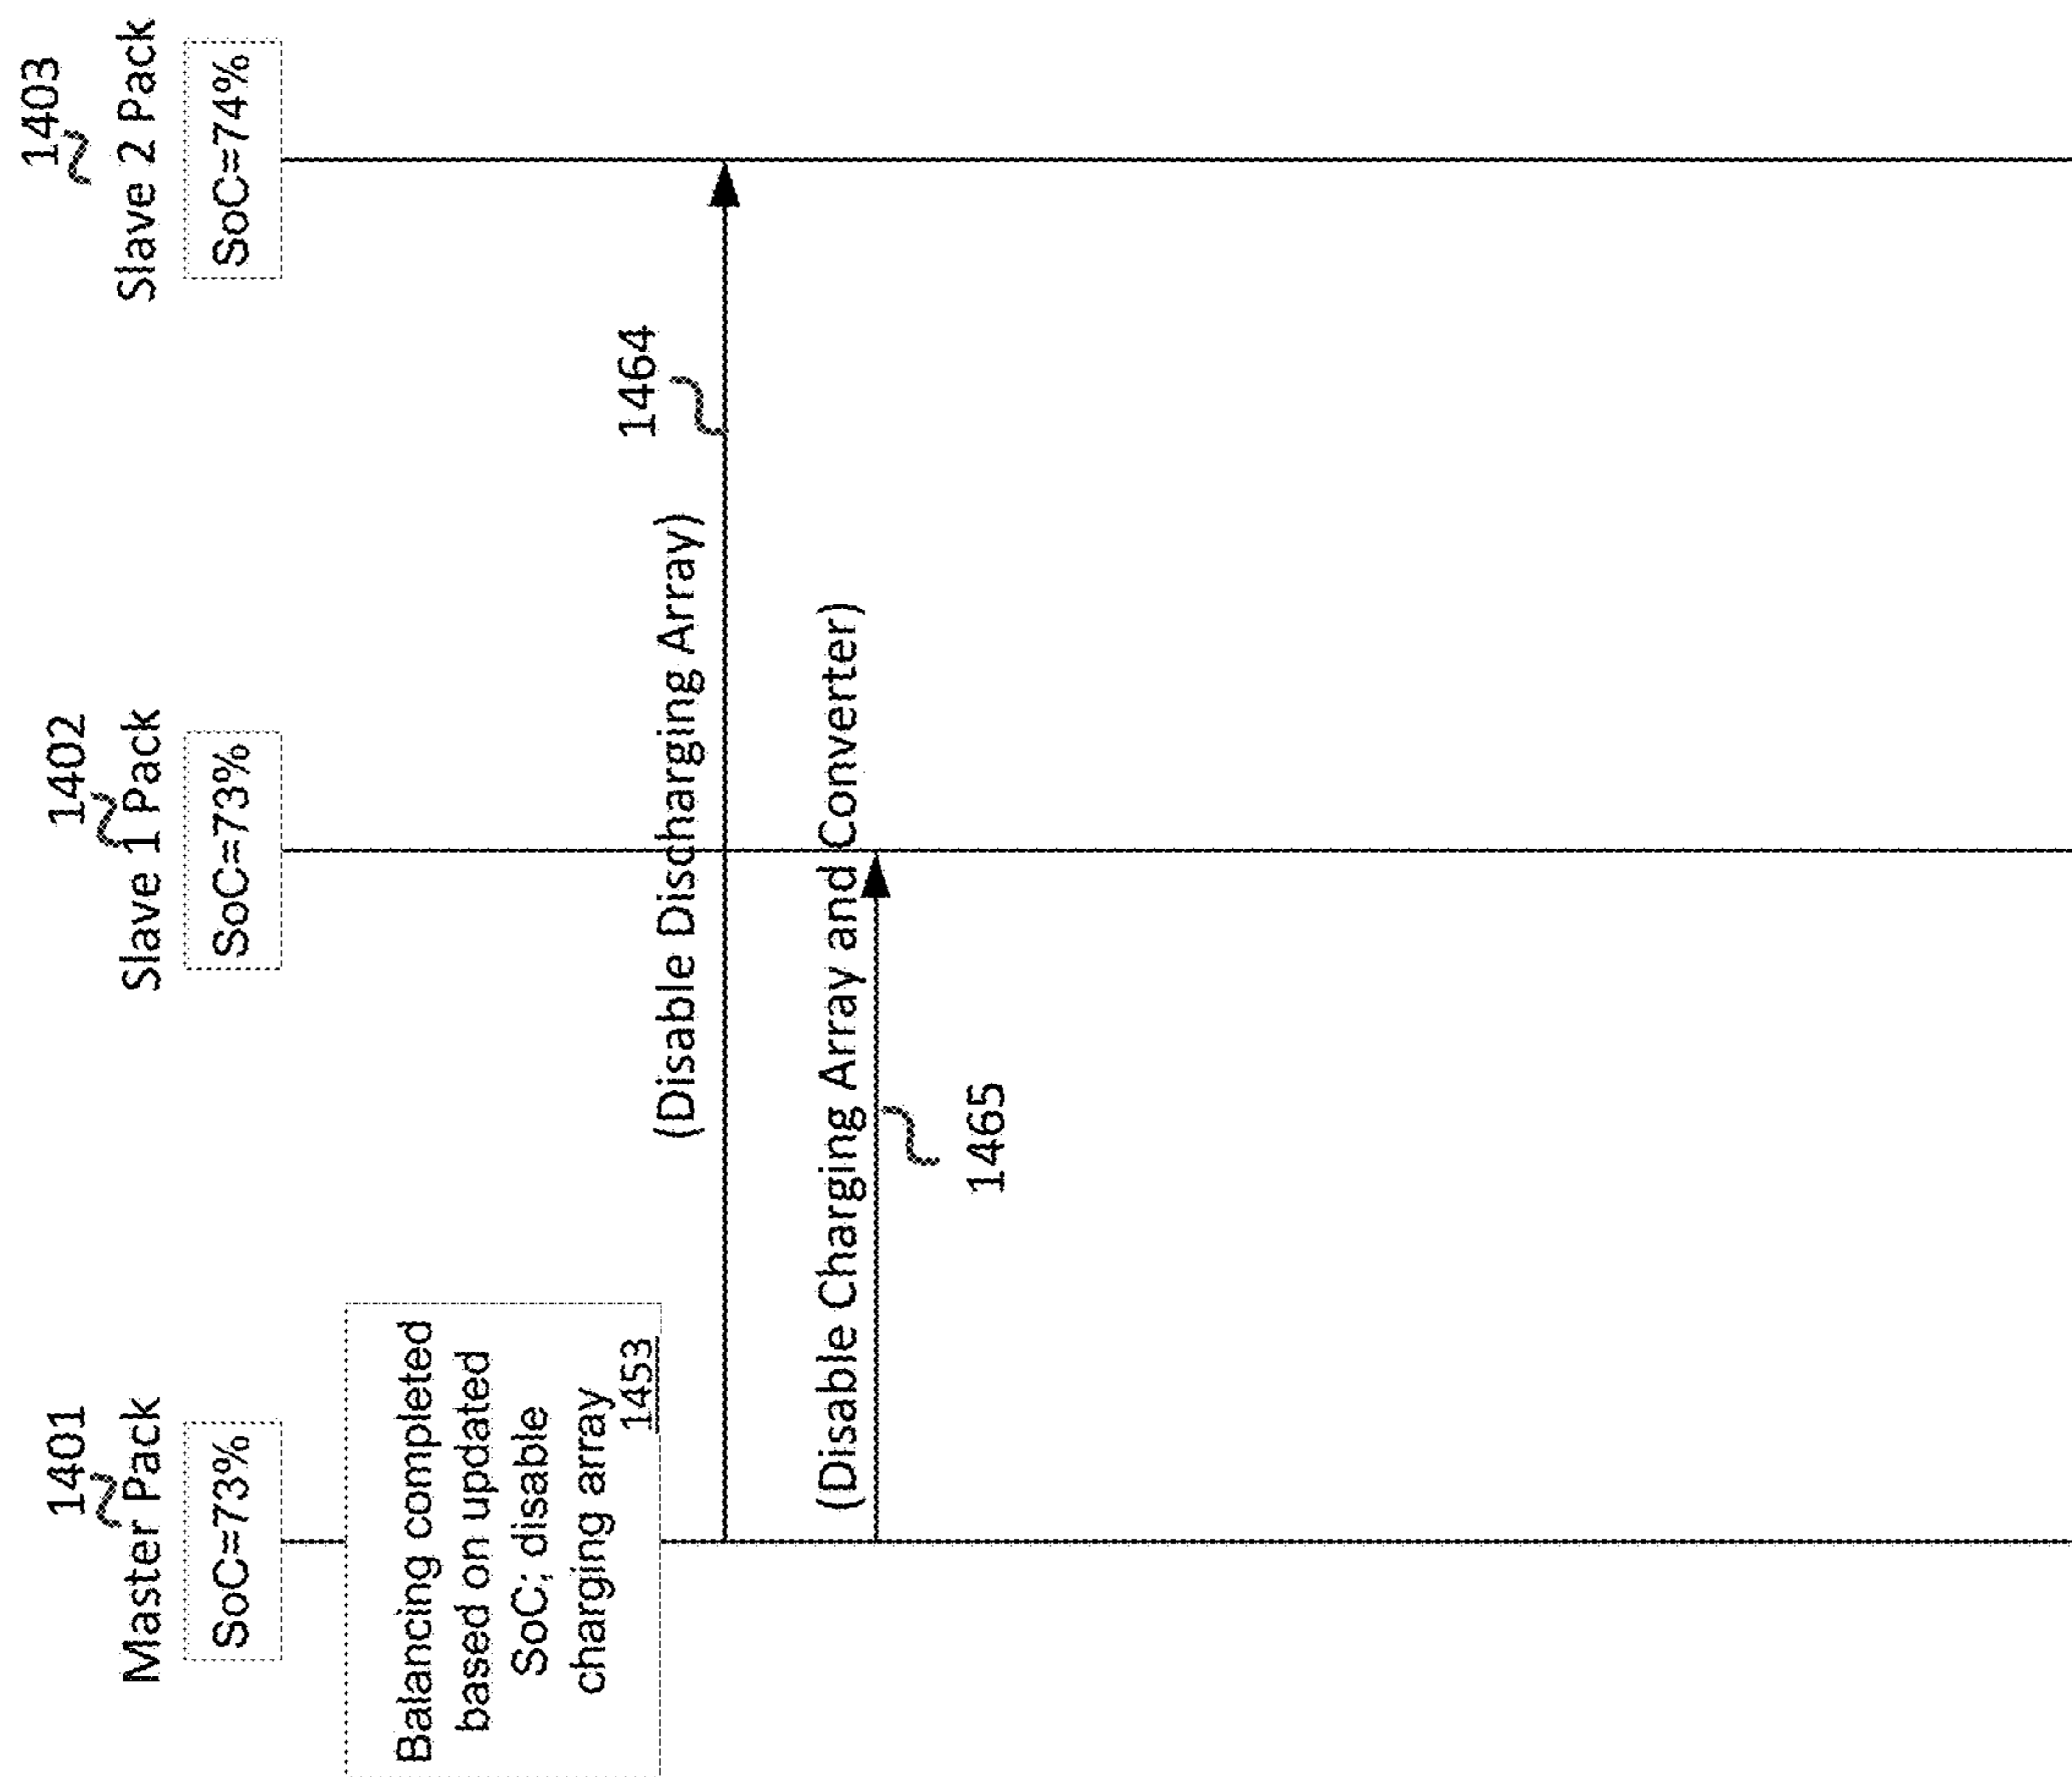 1401
Master Pack
SoC=73%
1402
Slave 1 Pack
SoC=73%
1403
Slave 2 Pack
SoC=74%
Balancing completed
based on updated
SoC; disable
charging array
1453
(Disable Discharging Array)
1464
(Disable Charging Array and Converter)
1465